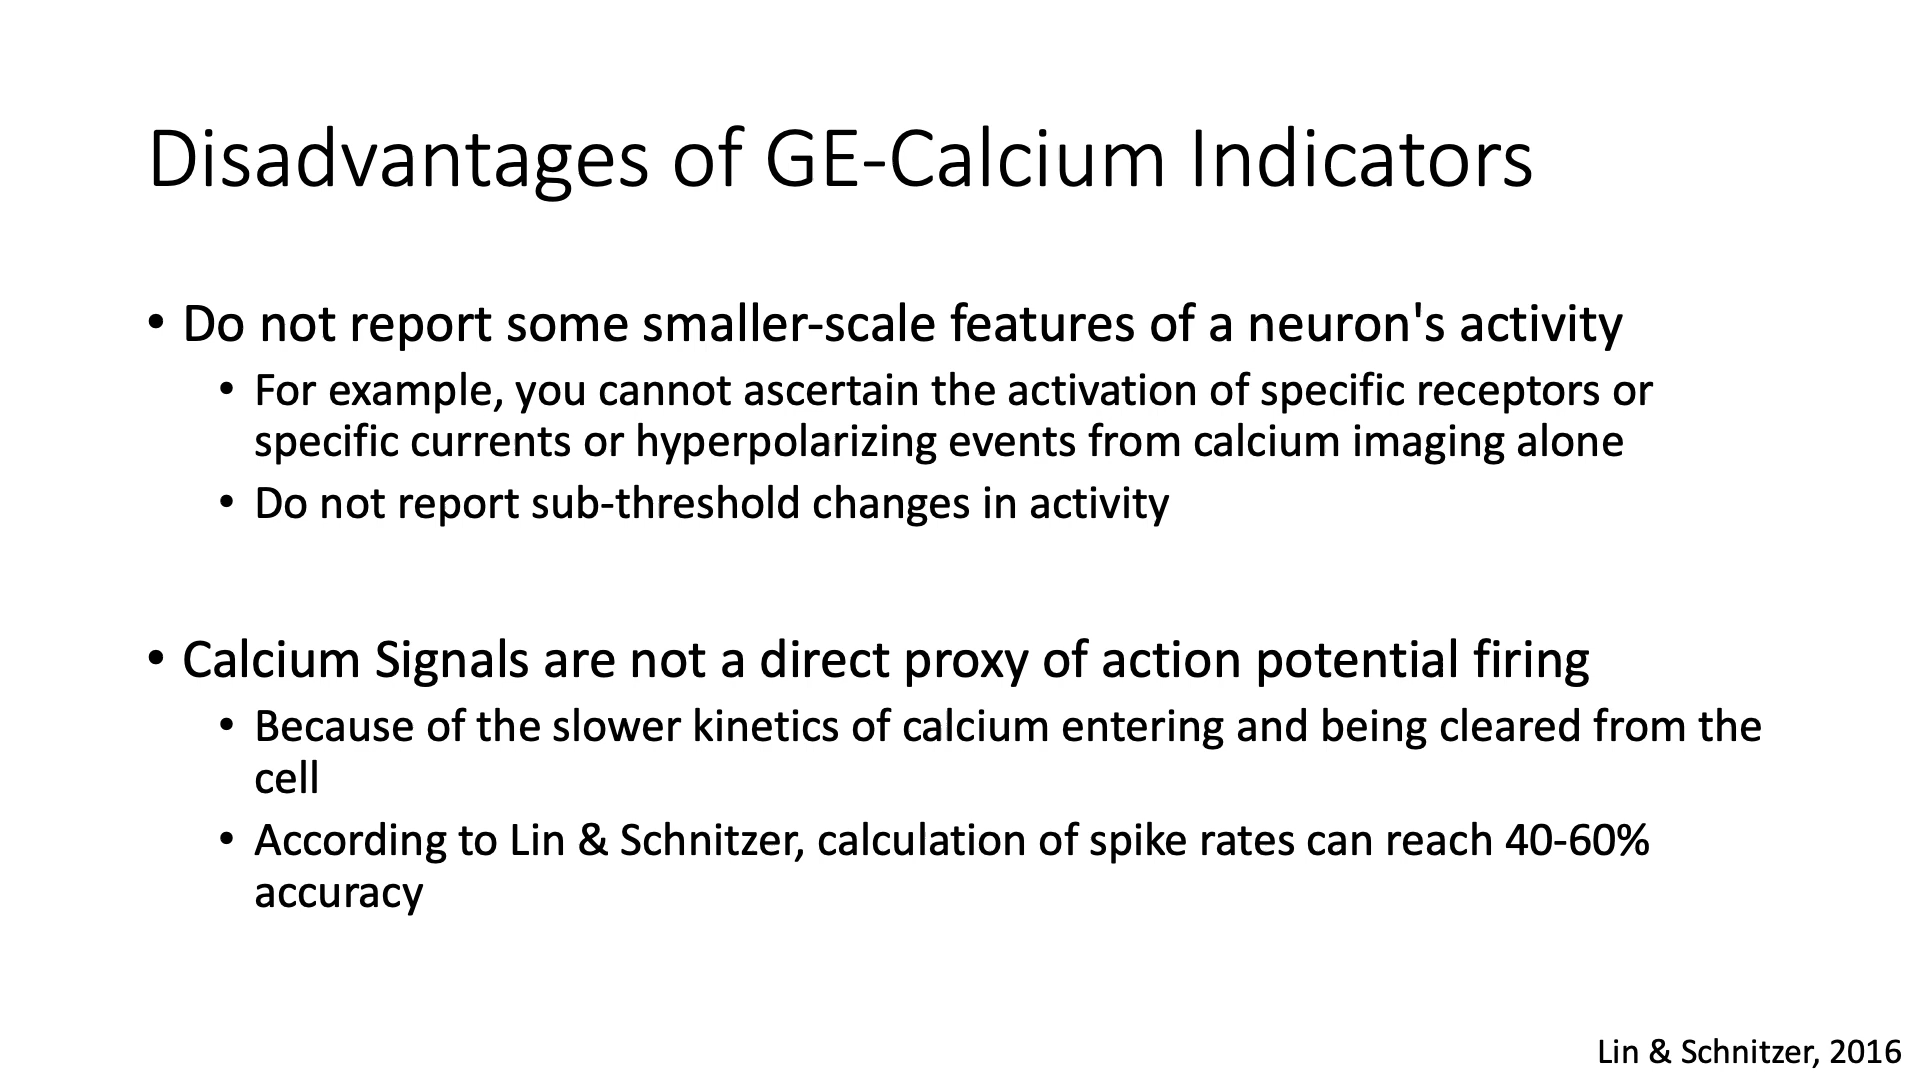 Disadvantages of GE-Calcium Indicators
• Do not report some smaller-scale features of a neuron's activity
• For example, you cannot ascertain the activation of specific receptors or
specific currents or hyperpolarizing events from calcium imaging alone
• Do not report sub-threshold changes in activity
• Calcium Signals are not a direct proxy of action potential firing
• Because of the slower kinetics of calcium entering and being cleared from the
cell
• According to Lin & Schnitzer, calculation of spike rates can reach 40-60%
accuracy
Lin & Schnitzer, 2016